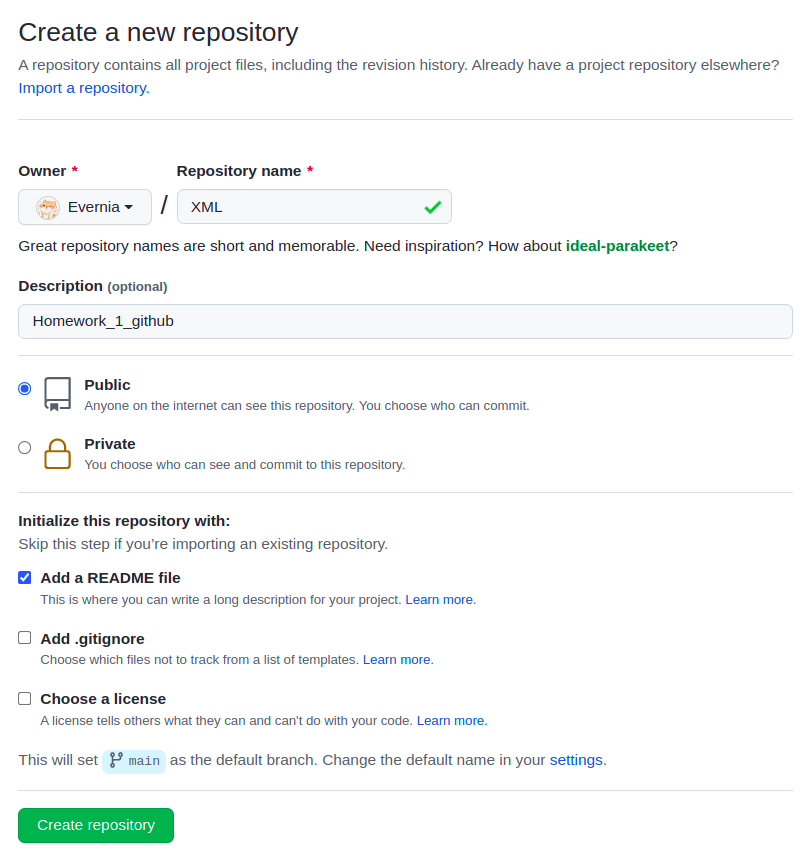 Create a new repository
A repository contains all project files, including the revision history. Already have a project repository elsewhere?
Import a repository.
Owner * Repository name *
Evernia / XML
Great repository names are short and memorable. Need inspiration? How about ideal-parakeet?
Description (optional)
Homework_1_github
Public
Anyone on the internet can see this repository. You choose who can commit.
Private
You choose who can see and commit to this repository.
Initialize this repository with:
Skip this step if you’re importing an existing repository.
Add a README file
This is where you can write a long description for your project. Learn more.
Add .gitignore
Choose which files not to track from a list of templates. Learn more.
Choose a license
A license tells others what they can and can't do with your code. Learn more.
This will set main as the default branch. Change the default name in your settings.
Create repository